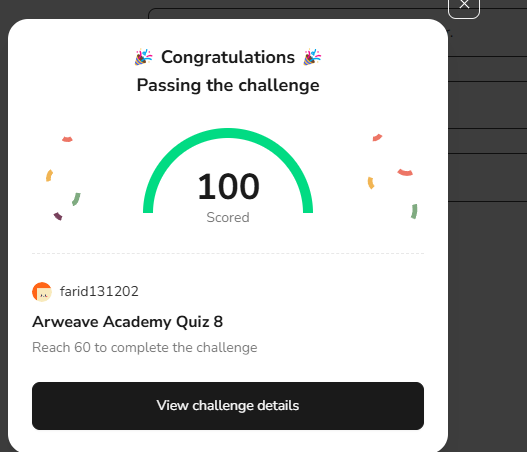 🎉 Congratulations 🎉
Passing the challenge
100
Scored
farid131202
Arweave Academy Quiz 8
Reach 60 to complete the challenge
View challenge details